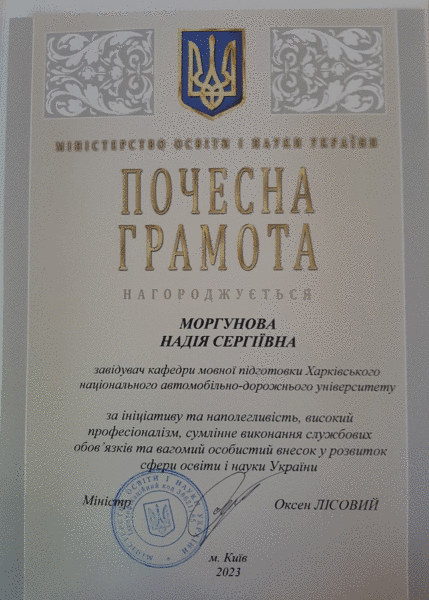 МІНІСТЕРСТВО ОСВІТИ І НАУКИ УКРАЇНИ
ПОЧЕСНА
ГРАМОТА
НАГОРОДЖУЄТЬСЯ
МОРГУНОВА
НАДІЯ СЕРГІЇВНА
завідувач кафедри мовної підготовки Харківського
національного автомобільно-дорожнього університету
за ініціативу та наполегливість, високий
професіоналізм, сумлінне виконання службових
обов´язків та вагомий особистий внесок у розвиток
сфери освіти і науки України
Міністр
Оксен ЛІСОВИЙ
м. Київ
2023